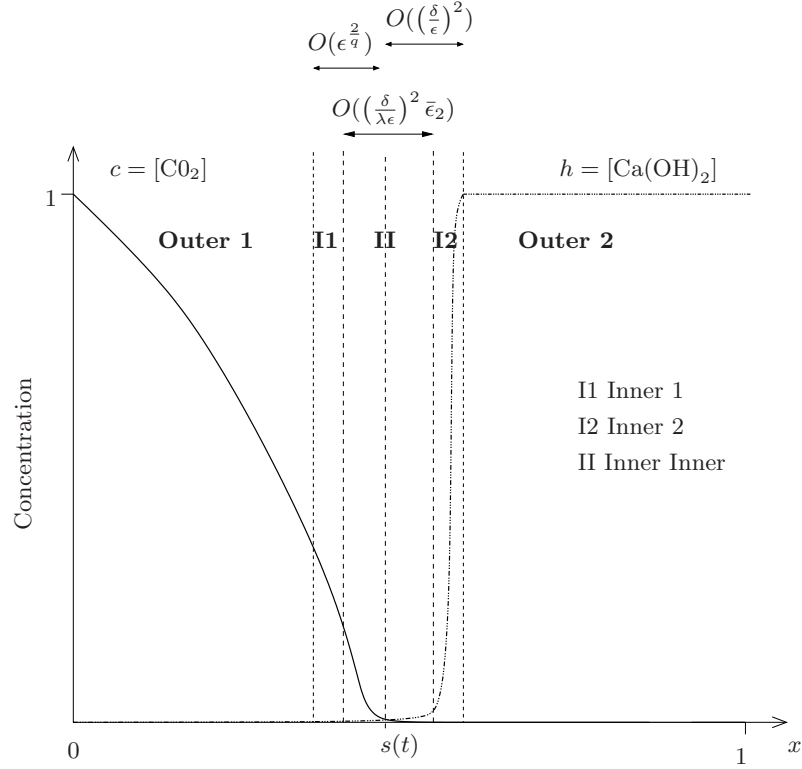 O((δ/ϵ)^2)
O(ϵ^{2/q})
O((δ/λϵ)^2 ϵ̄_2)
c = [C0_2]
h = [Ca(OH)_2]
1
Outer 1 I1 II I2 Outer 2
Concentration
I1 Inner 1
I2 Inner 2
II Inner Inner
0 s(t) 1 x